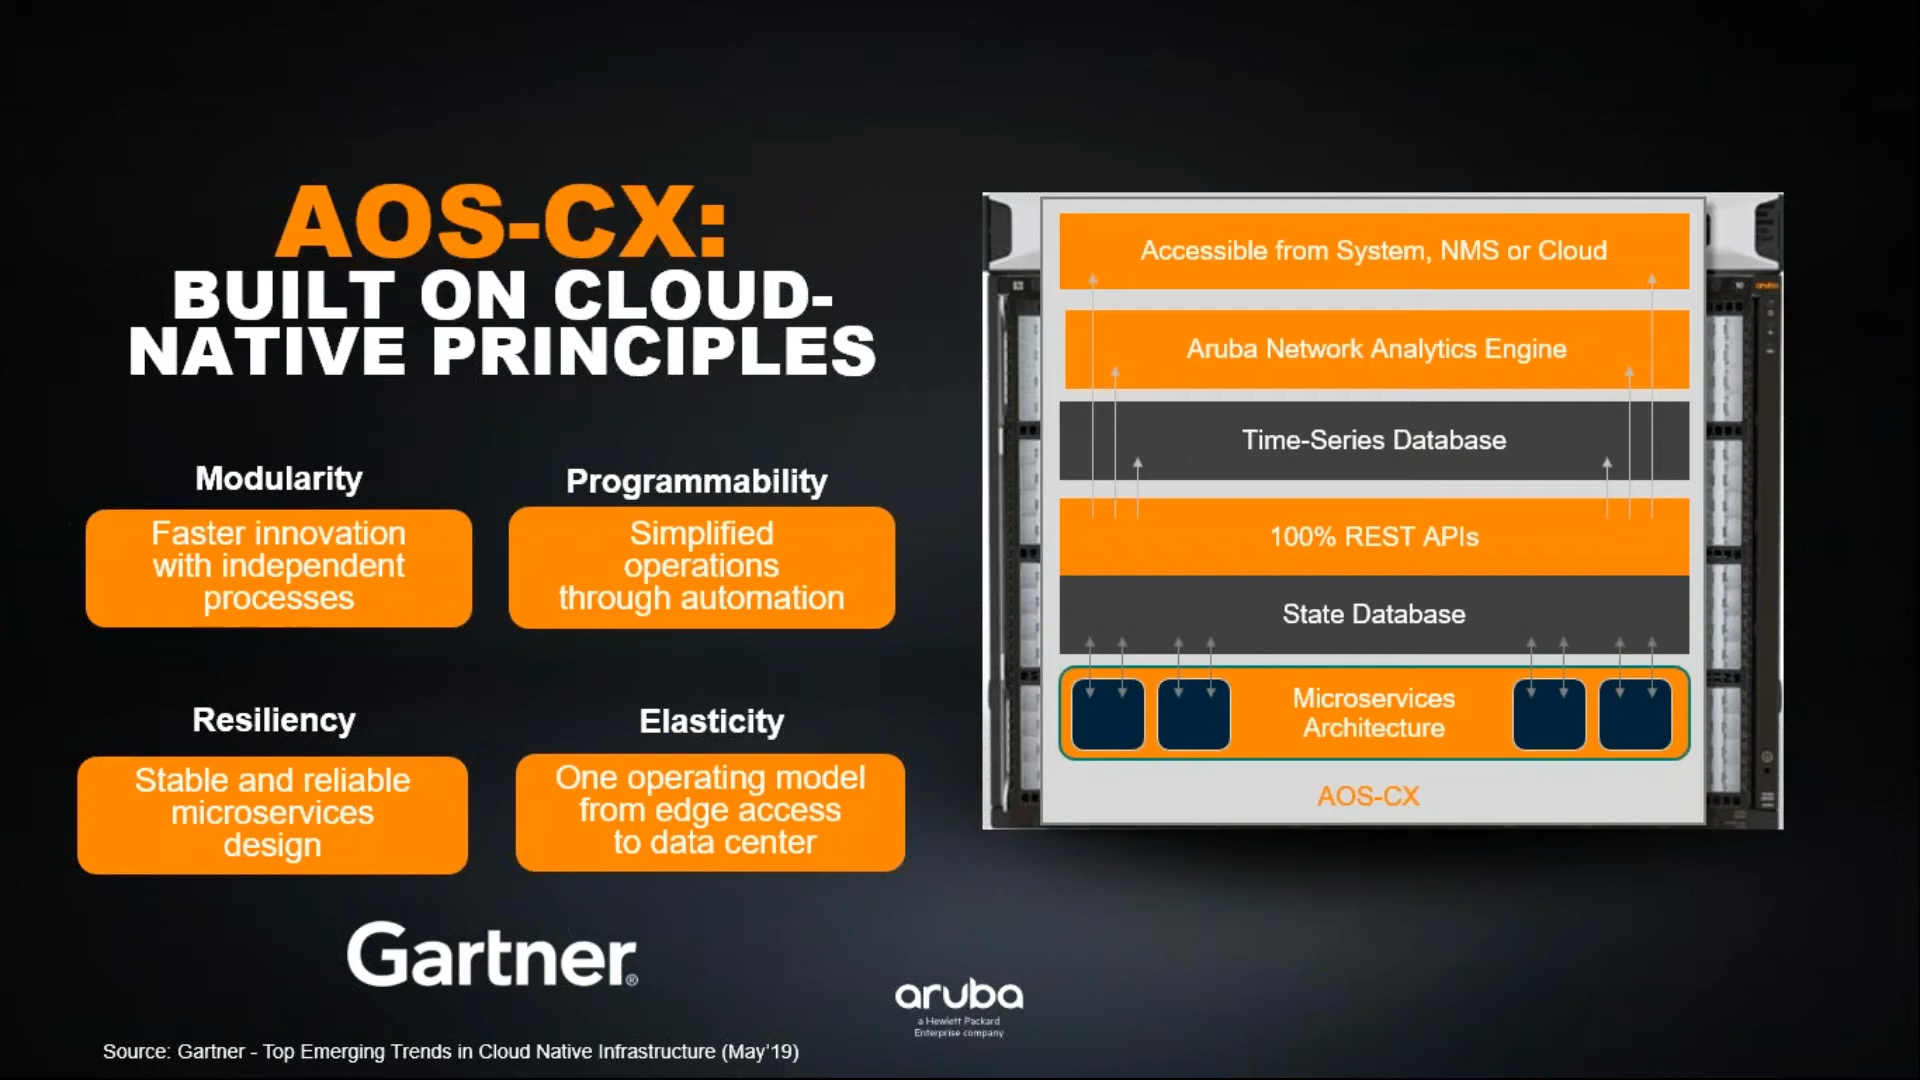 AOS-CX:
BUILT ON CLOUD-
NATIVE PRINCIPLES
Modularity
Faster innovation
with independent
processes
Programmability
Simplified
operations
through automation
Resiliency
Stable and reliable
microservices
design
Elasticity
One operating model
from edge access
to data center
Gartner®
Source: Gartner - Top Emerging Trends in Cloud Native Infrastructure (May'19)
aruba
a Hewlett Packard
Enterprise company
Accessible from System, NMS or Cloud
Aruba Network Analytics Engine
Time-Series Database
100% REST APIs
State Database
Microservices
Architecture
AOS-CX
aruba